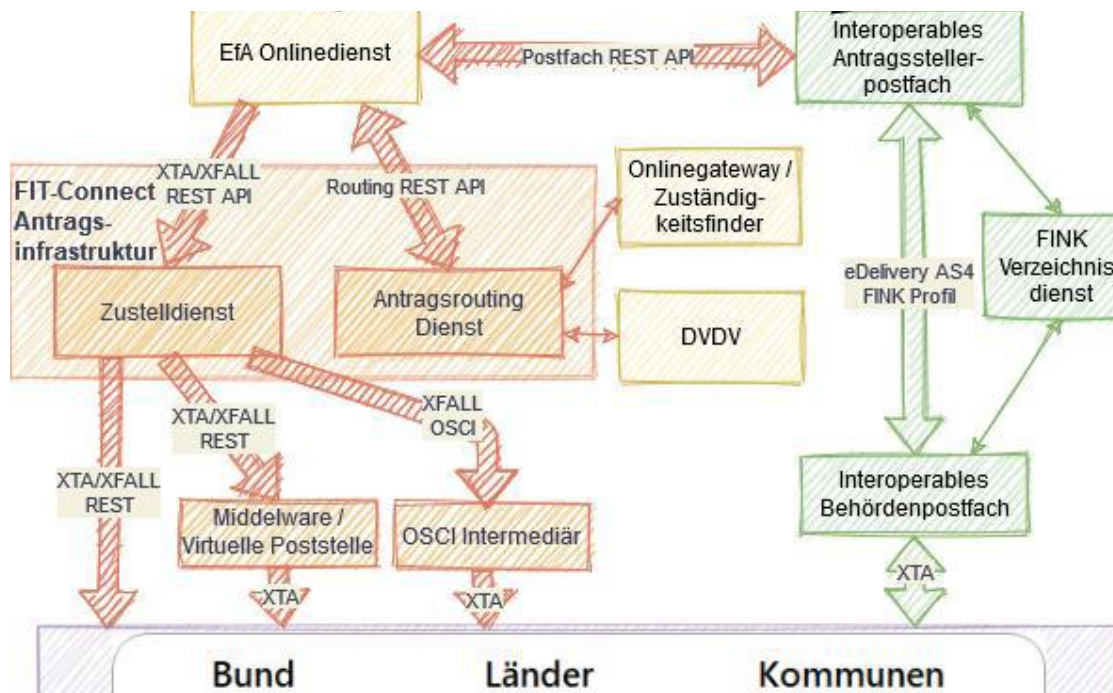 EfA Onlinedienst
Postfach REST API
Interoperables
Antragssteller-
postfach
XTA/XFALL
REST API
Routing REST API
FIT-Connect
Antrags-
infrastruktur
Onlinegateway /
Zuständig-
keitsfinder
Zustelldienst
Antragsrouting
Dienst
DVDV
eDelivery AS4
FINK Profil
FINK
Verzeichnis
dienst
XTA/XFALL
REST
XTA/XFALL
REST
XFALL
OSCI
Middelware /
Virtuelle Poststelle
OSCI Intermediär
Interoperables
Behördenpostfach
XTA
XTA
XTA
Bund
Länder
Kommunen